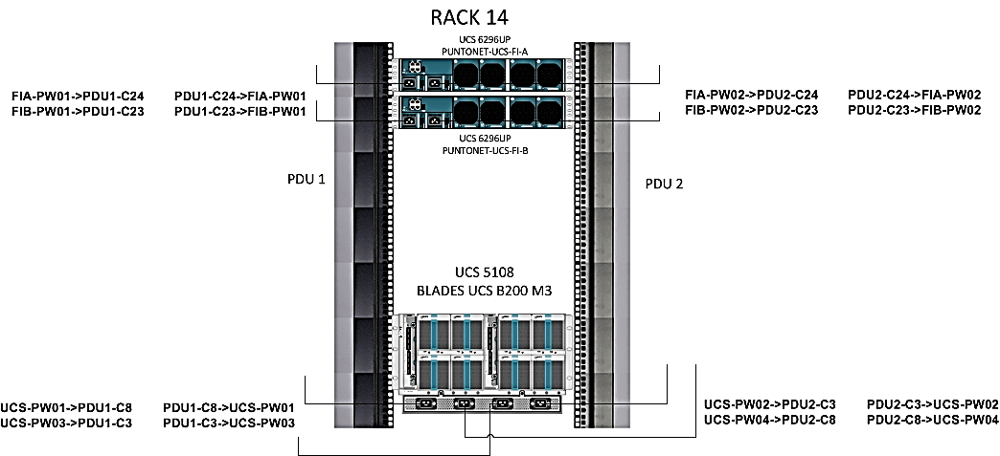 RACK 14
UCS 6296UP
PUNTONET-UCS-FI-A
FIA-PW01->PDU1-C24 PDU1-C24->FIA-PW01
FIB-PW01->PDU1-C23 PDU1-C23->FIB-PW01
FIA-PW02->PDU2-C24 PDU2-C24->FIA-PW02
FIB-PW02->PDU2-C23 PDU2-C23->FIB-PW02
UCS 6296UP
PUNTONET-UCS-FI-B
PDU 1
PDU 2
UCS 5108
BLADES UCS B200 M3
UCS-PW01->PDU1-C8 PDU1-C8->UCS-PW01
UCS-PW03->PDU1-C3 PDU1-C3->UCS-PW03
UCS-PW02->PDU2-C3 PDU2-C3->UCS-PW02
UCS-PW04->PDU2-C8 PDU2-C8->UCS-PW04